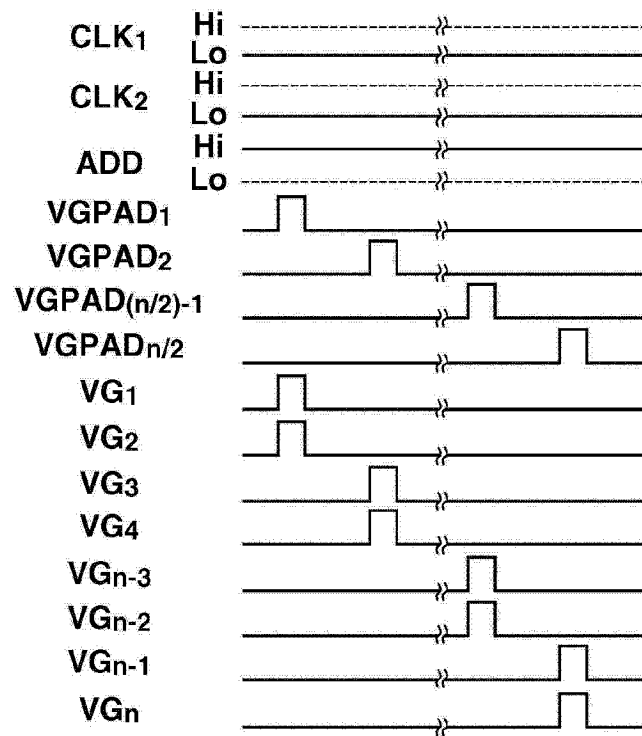 CLK1 Hi
Lo
CLK2 Hi
Lo
ADD Hi
Lo
VGPAD1
VGPAD2
VGPAD(n/2)-1
VGPADn/2
VG1
VG2
VG3
VG4
VGn-3
VGn-2
VGn-1
VGn